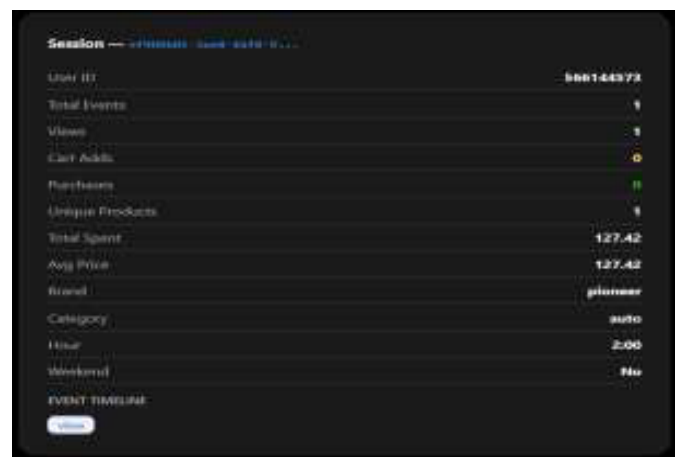 Session —
User ID 566144573
Total Events 1
Views 1
Cart Adds 0
Purchases 0
Unique Products 1
Total Spent 127.42
Avg Price 127.42
Brand pioneer
Category auto
Hour 2:00
Weekend No
EVENT TIMELINE
view